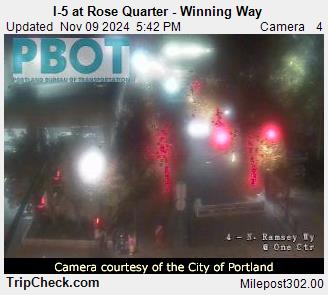 I-5 at Rose Quarter - Winning Way
Updated Nov 09 2024 5:42 PM Camera 4
PBOT
PORTLAND BUREAU OF TRANSPORTATION
4 - N. Ramsey Wy
@ One Ctr
Camera courtesy of the City of Portland
TripCheck.com Milepost302.00